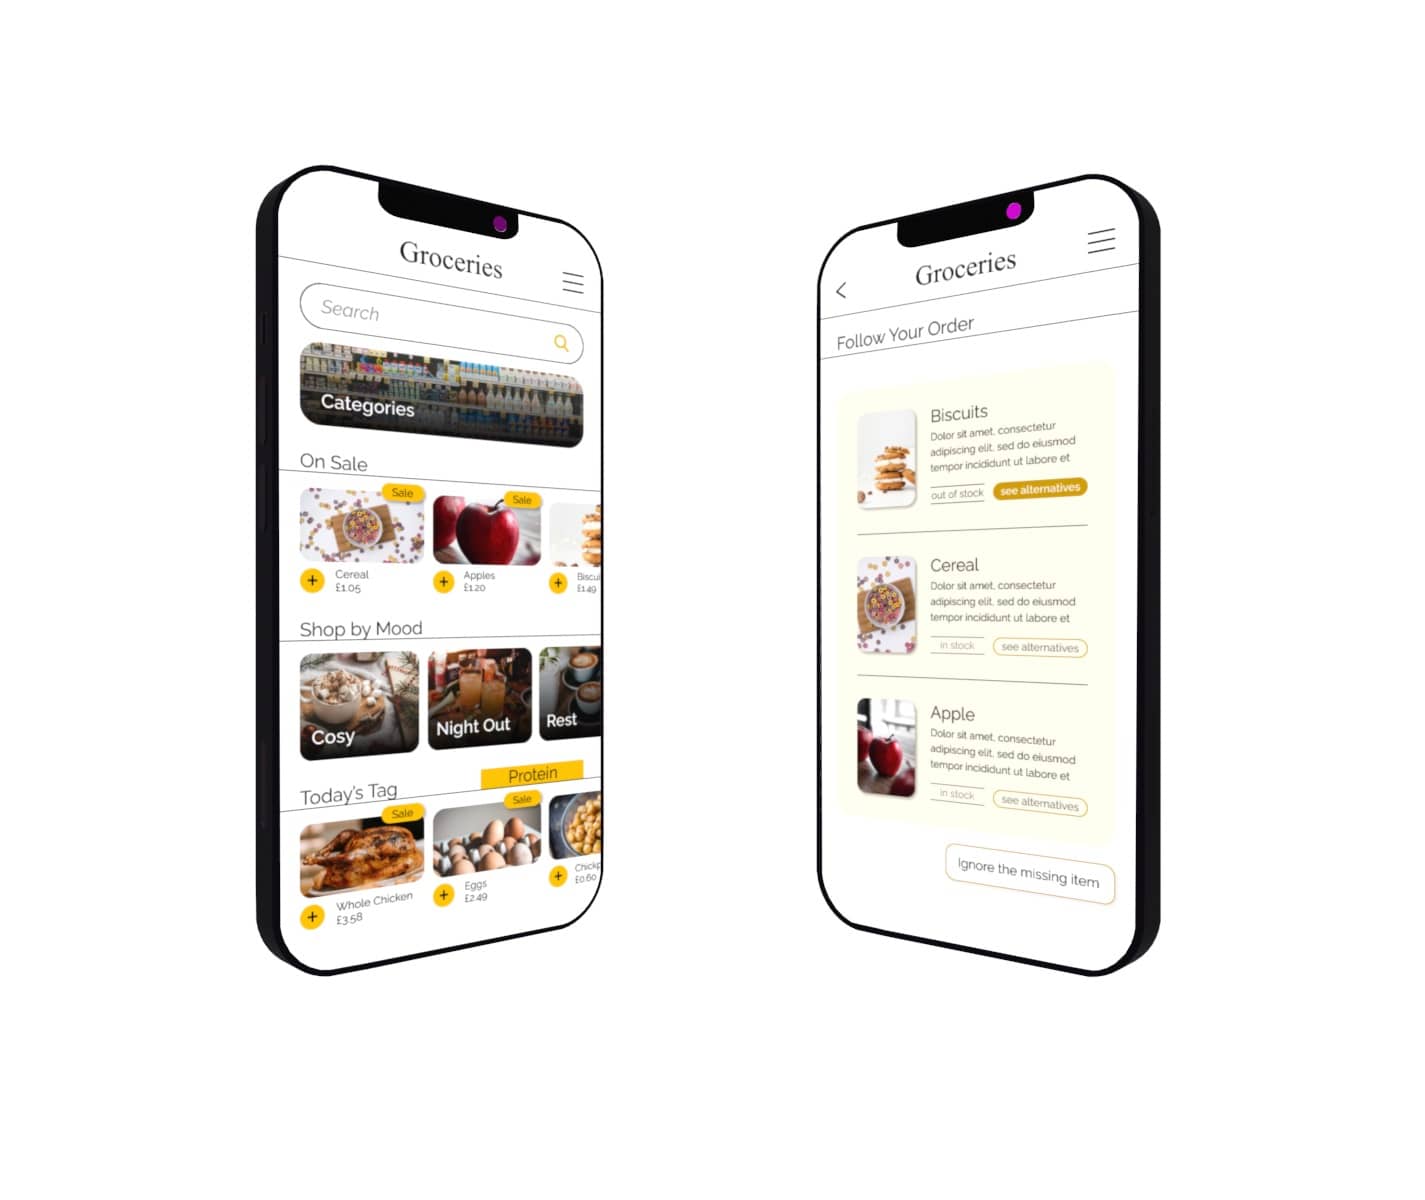 Groceries
Search
Categories
On Sale
Sale
Sale
Cereal
£1.05
Apples
£1.20
Biscui
£1.49
Shop by Mood
Cosy
Night Out
Rest
Protein
Today's Tag
Sale
Sale
Whole Chicken
£3.58
Eggs
£2.49
Chickp
£0.60
Groceries
Follow Your Order
Biscuits
Dolor sit amet, consectetur
adipiscing elit, sed do eiusmod
tempor incididunt ut labore et
out of stock
see alternatives
Cereal
Dolor sit amet, consectetur
adipiscing elit, sed do eiusmod
tempor incididunt ut labore et
in stock
see alternatives
Apple
Dolor sit amet, consectetur
adipiscing elit, sed do eiusmod
tempor incididunt ut labore et
in stock
see alternatives
Ignore the missing item